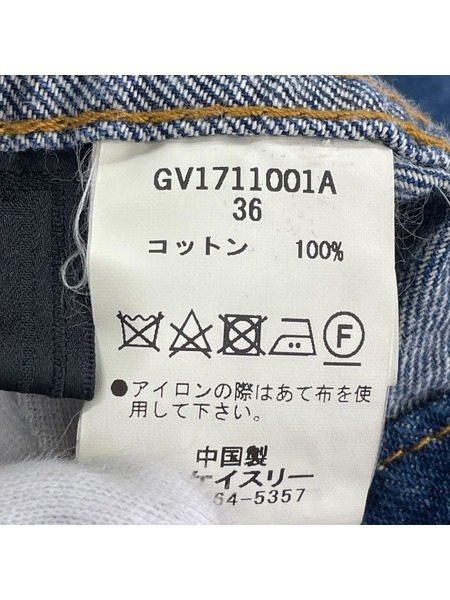 GV1711001A
36
コットン 100%
F
●アイロンの際はあて布を使
用して下さい。
中国製
ケイスリー
64-5357